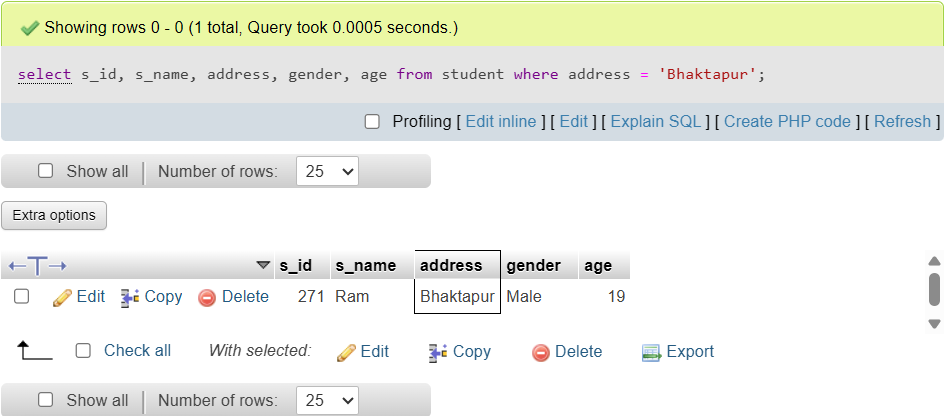 Showing rows 0 - 0 (1 total, Query took 0.0005 seconds.)
select s_id, s_name, address, gender, age from student where address = 'Bhaktapur';
Profiling [ Edit inline ] [ Edit ] [ Explain SQL ] [ Create PHP code ] [ Refresh ]
Show all Number of rows: 25
Extra options
s_id s_name address gender age
Edit Copy Delete 271 Ram Bhaktapur Male 19
Check all With selected: Edit Copy Delete Export
Show all Number of rows: 25